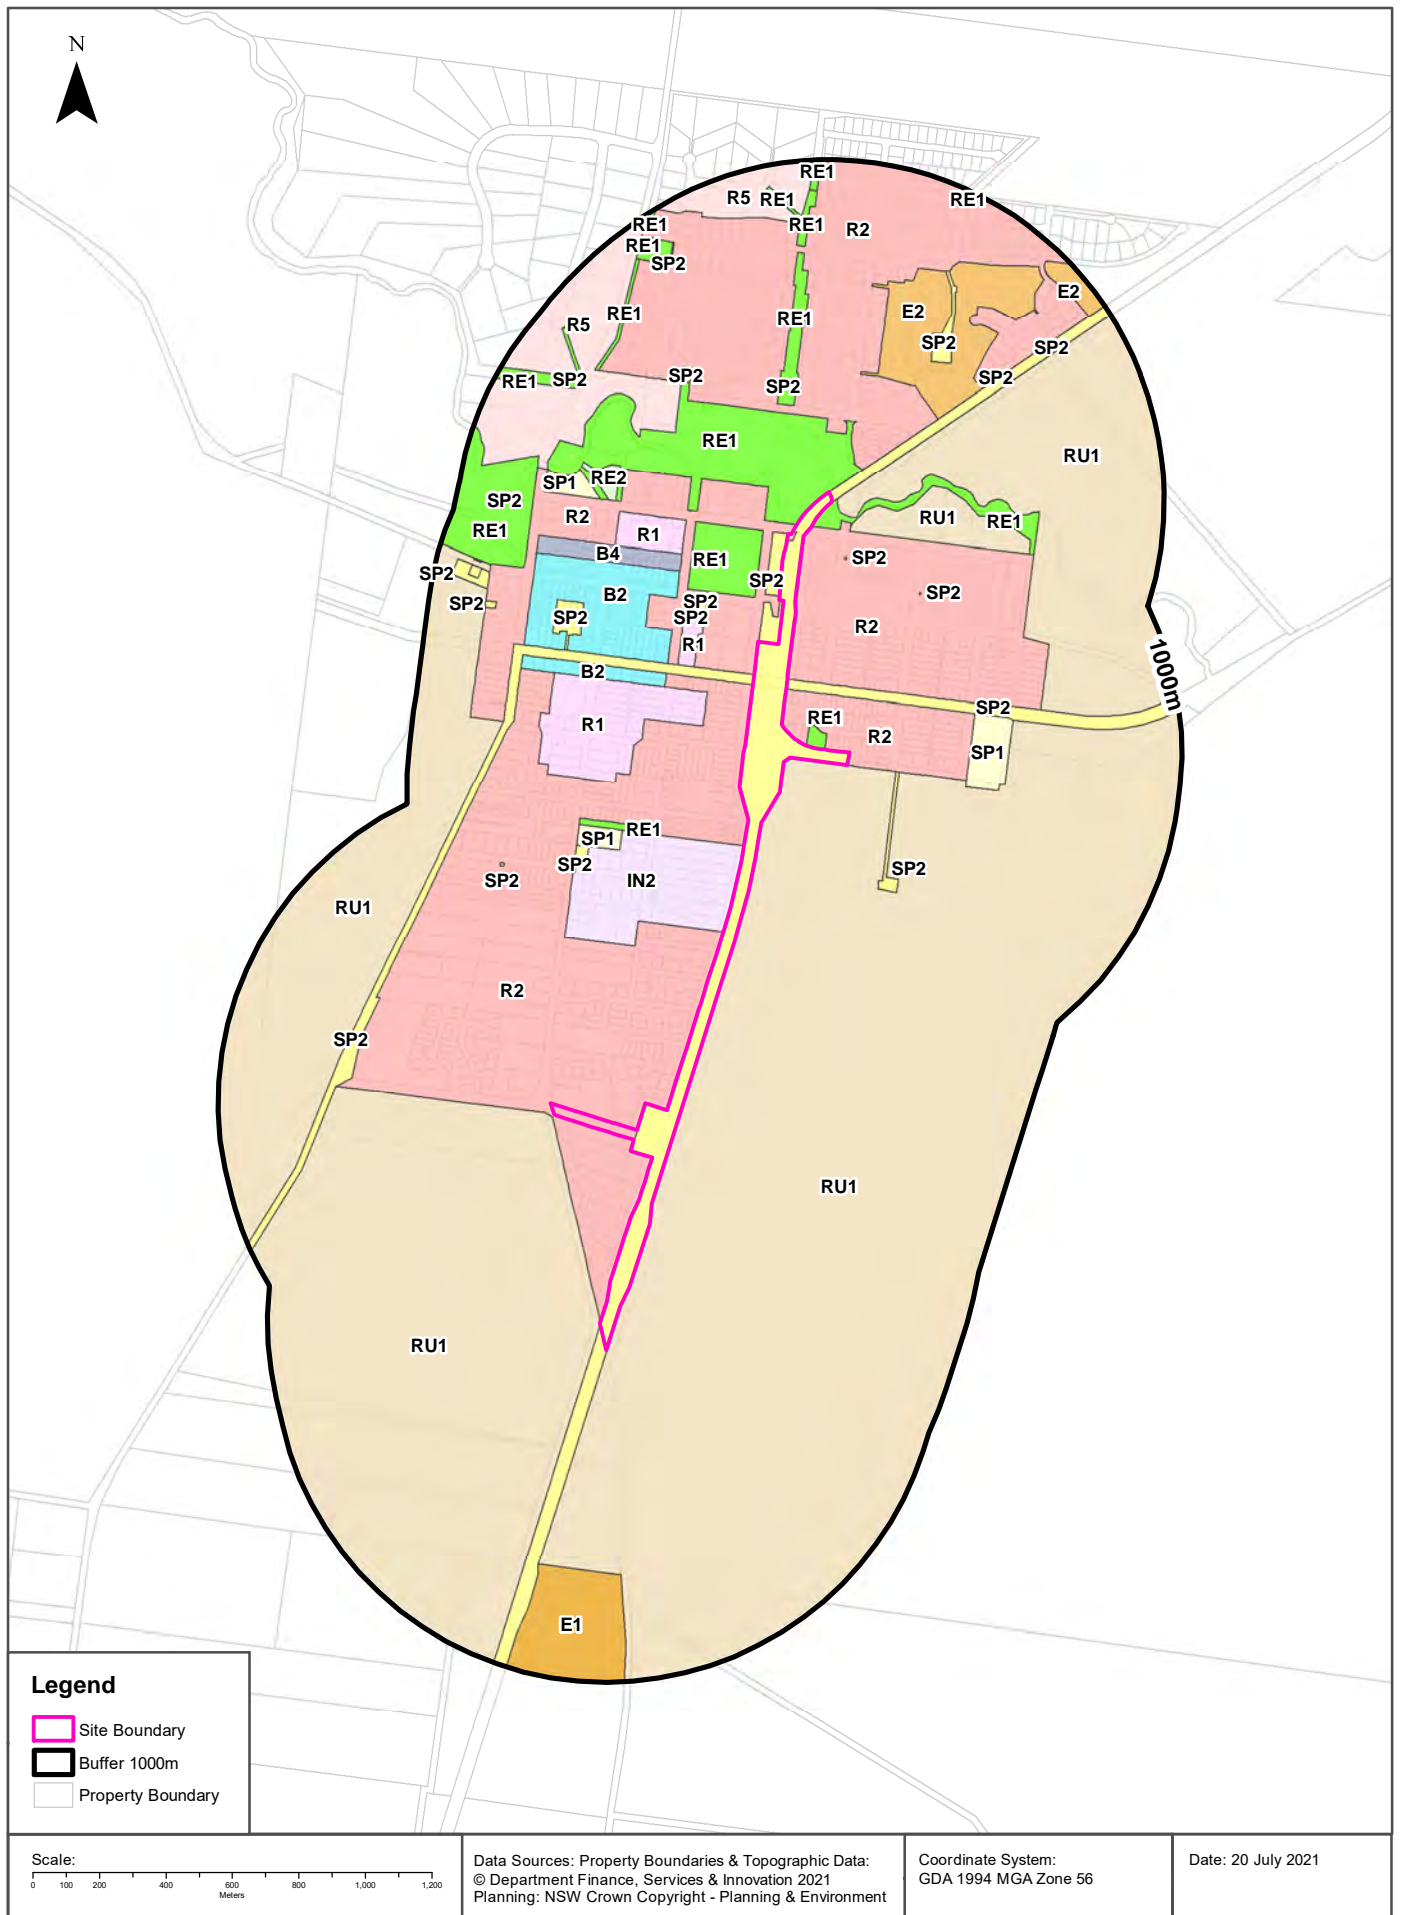 N
RE1
R5
RE1
RE1
RE1
RE1
R2
RE1
SP2
E2
E2
RE1
RE1
R5
SP2
SP2
SP2
SP2
RE1
SP2
SP2
RE1
RU1
SP1
RE2
SP2
R2
RU1
RE1
RE1
R1
B4
RE1
SP2
SP2
SP2
B2
SP2
SP2
SP2
SP2
SP2
R2
R1
1000m
B2
SP2
RE1
R1
R2
SP1
RE1
SP1
SP2
SP2
IN2
SP2
RU1
R2
SP2
RU1
RU1
E1
Legend
Site Boundary
Buffer 1000m
Property Boundary
Scale:
0 100 200 400 600 800 1,000 1,200
Meters
Data Sources: Property Boundaries & Topographic Data:
© Department Finance, Services & Innovation 2021
Planning: NSW Crown Copyright - Planning & Environment
Coordinate System:
GDA 1994 MGA Zone 56
Date: 20 July 2021